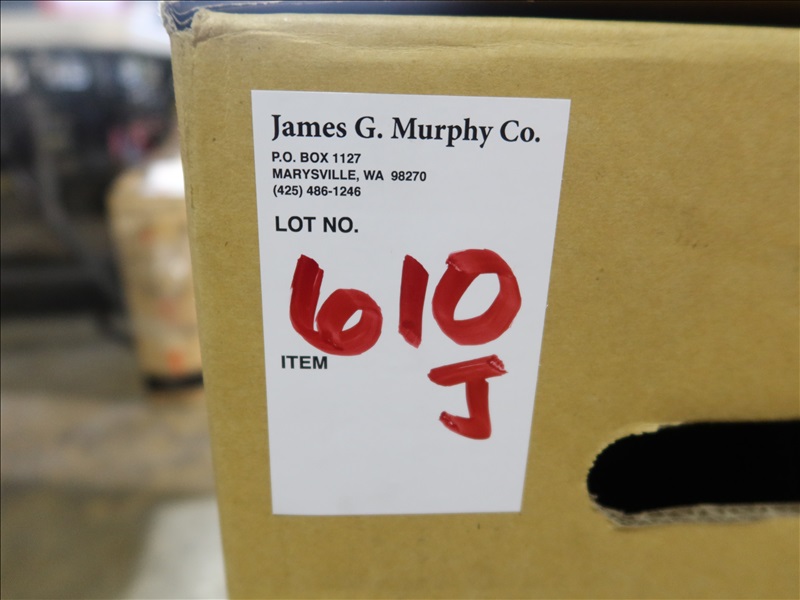 James G. Murphy Co.
P.O. BOX 1127
MARYSVILLE, WA 98270
(425) 486-1246
LOT NO.
610
ITEM
J